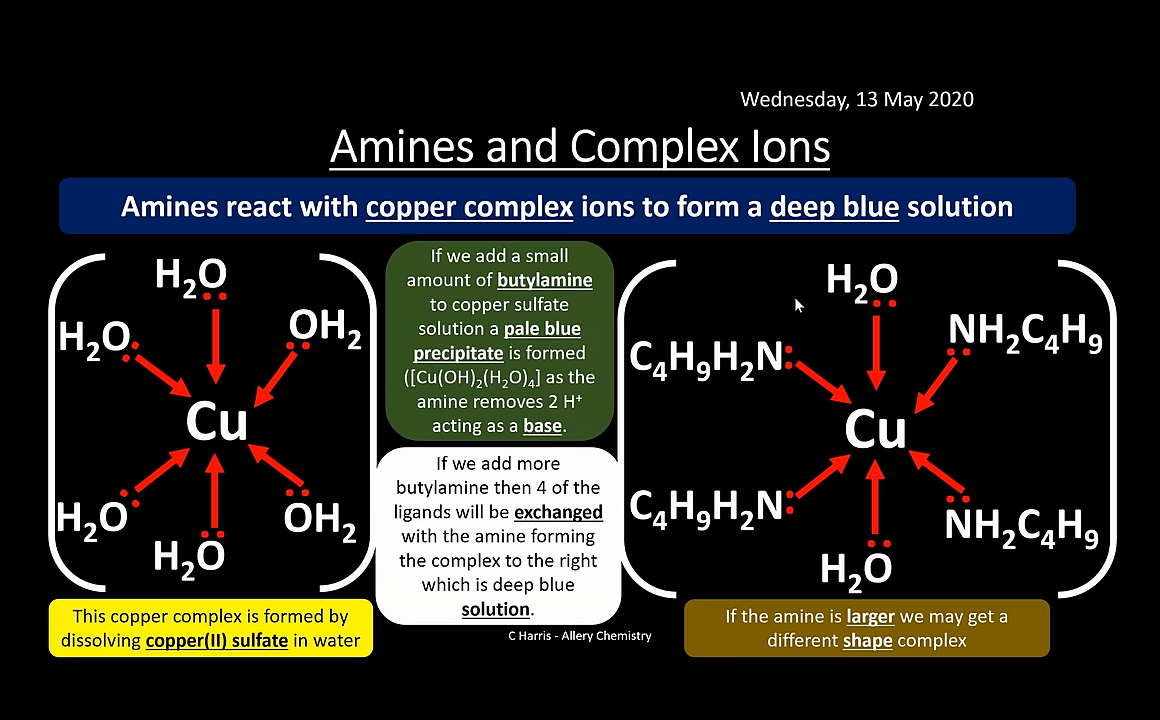 Wednesday, 13 May 2020
Amines and Complex Ions
Amines react with copper complex ions to form a deep blue solution
H₂O
H₂O
OH₂
Cu
H₂O
OH₂
H₂O
This copper complex is formed by
dissolving copper(II) sulfate in water
If we add a small
amount of butylamine
to copper sulfate
solution a pale blue
precipitate is formed
([Cu(OH)₂(H₂O)₄] as the
amine removes 2 H⁺
acting as a base.
If we add more
butylamine then 4 of the
ligands will be exchanged
with the amine forming
the complex to the right
which is deep blue
solution.
C Harris - Allery Chemistry
H₂O
C₄H₉H₂N
NH₂C₄H₉
Cu
C₄H₉H₂N
NH₂C₄H₉
H₂O
If the amine is larger we may get a
different shape complex